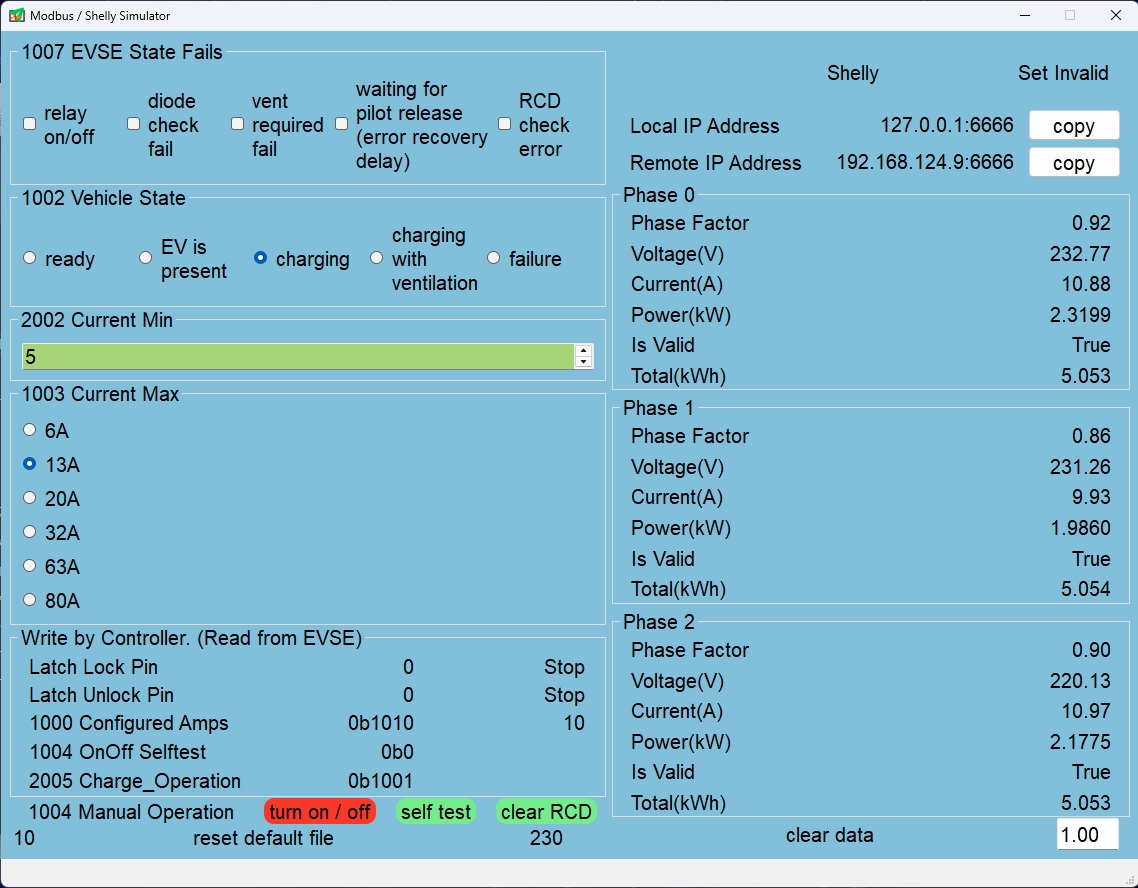 Modbus / Shelly Simulator
1007 EVSE State Fails
relay
on/off
diode
check
fail
vent
required
fail
waiting for
pilot release
(error recovery
delay)
RCD
check
error
1002 Vehicle State
ready
EV is
present
charging
charging
with
ventilation
failure
2002 Current Min
5
1003 Current Max
6A
13A
20A
32A
63A
80A
Write by Controller. (Read from EVSE)
Latch Lock Pin 0 Stop
Latch Unlock Pin 0 Stop
1000 Configured Amps 0b1010 10
1004 OnOff Selftest 0b0
2005 Charge_Operation 0b1001
1004 Manual Operation turn on / off self test clear RCD
10 reset default file 230
Shelly Set Invalid
Local IP Address 127.0.0.1:6666 copy
Remote IP Address 192.168.124.9:6666 copy
Phase 0
Phase Factor 0.92
Voltage(V) 232.77
Current(A) 10.88
Power(kW) 2.3199
Is Valid True
Total(kWh) 5.053
Phase 1
Phase Factor 0.86
Voltage(V) 231.26
Current(A) 9.93
Power(kW) 1.9860
Is Valid True
Total(kWh) 5.054
Phase 2
Phase Factor 0.90
Voltage(V) 220.13
Current(A) 10.97
Power(kW) 2.1775
Is Valid True
Total(kWh) 5.053
clear data 1.00